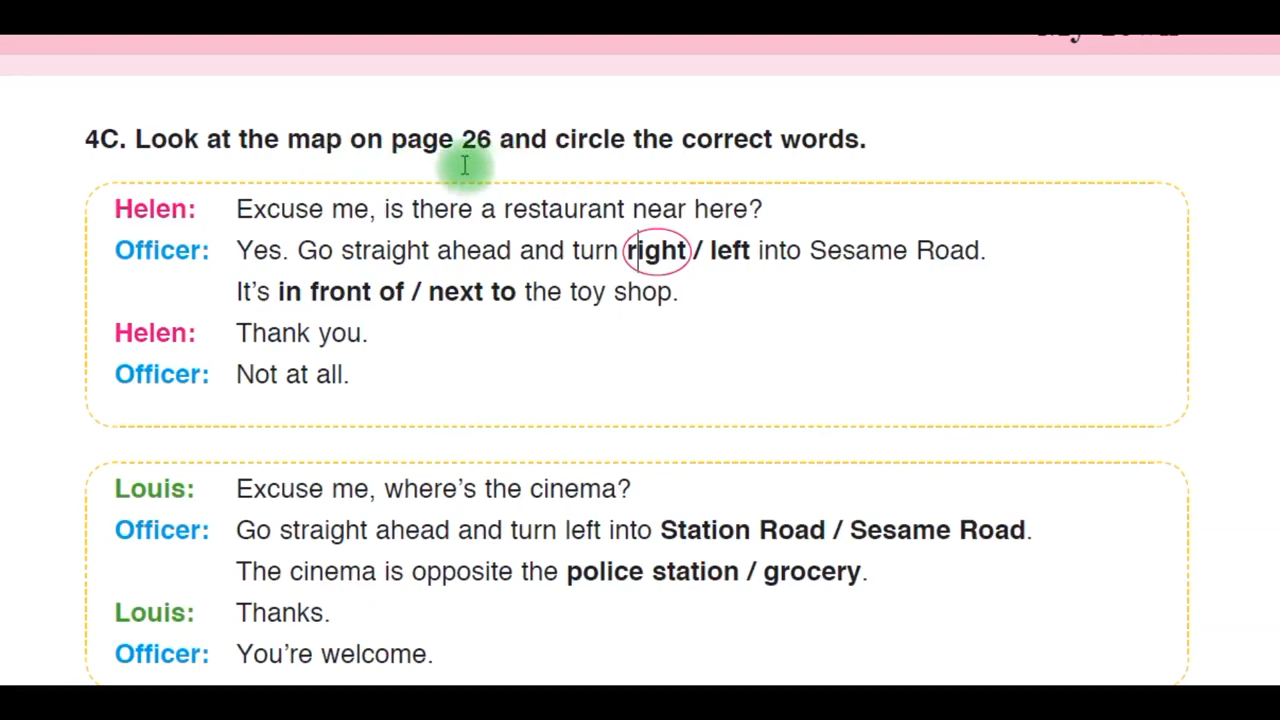 4C. Look at the map on page 26 and circle the correct words.
Helen: Excuse me, is there a restaurant near here?
Officer: Yes. Go straight ahead and turn right / left into Sesame Road.
It’s in front of / next to the toy shop.
Helen: Thank you.
Officer: Not at all.
Louis: Excuse me, where’s the cinema?
Officer: Go straight ahead and turn left into Station Road / Sesame Road.
The cinema is opposite the police station / grocery.
Louis: Thanks.
Officer: You’re welcome.